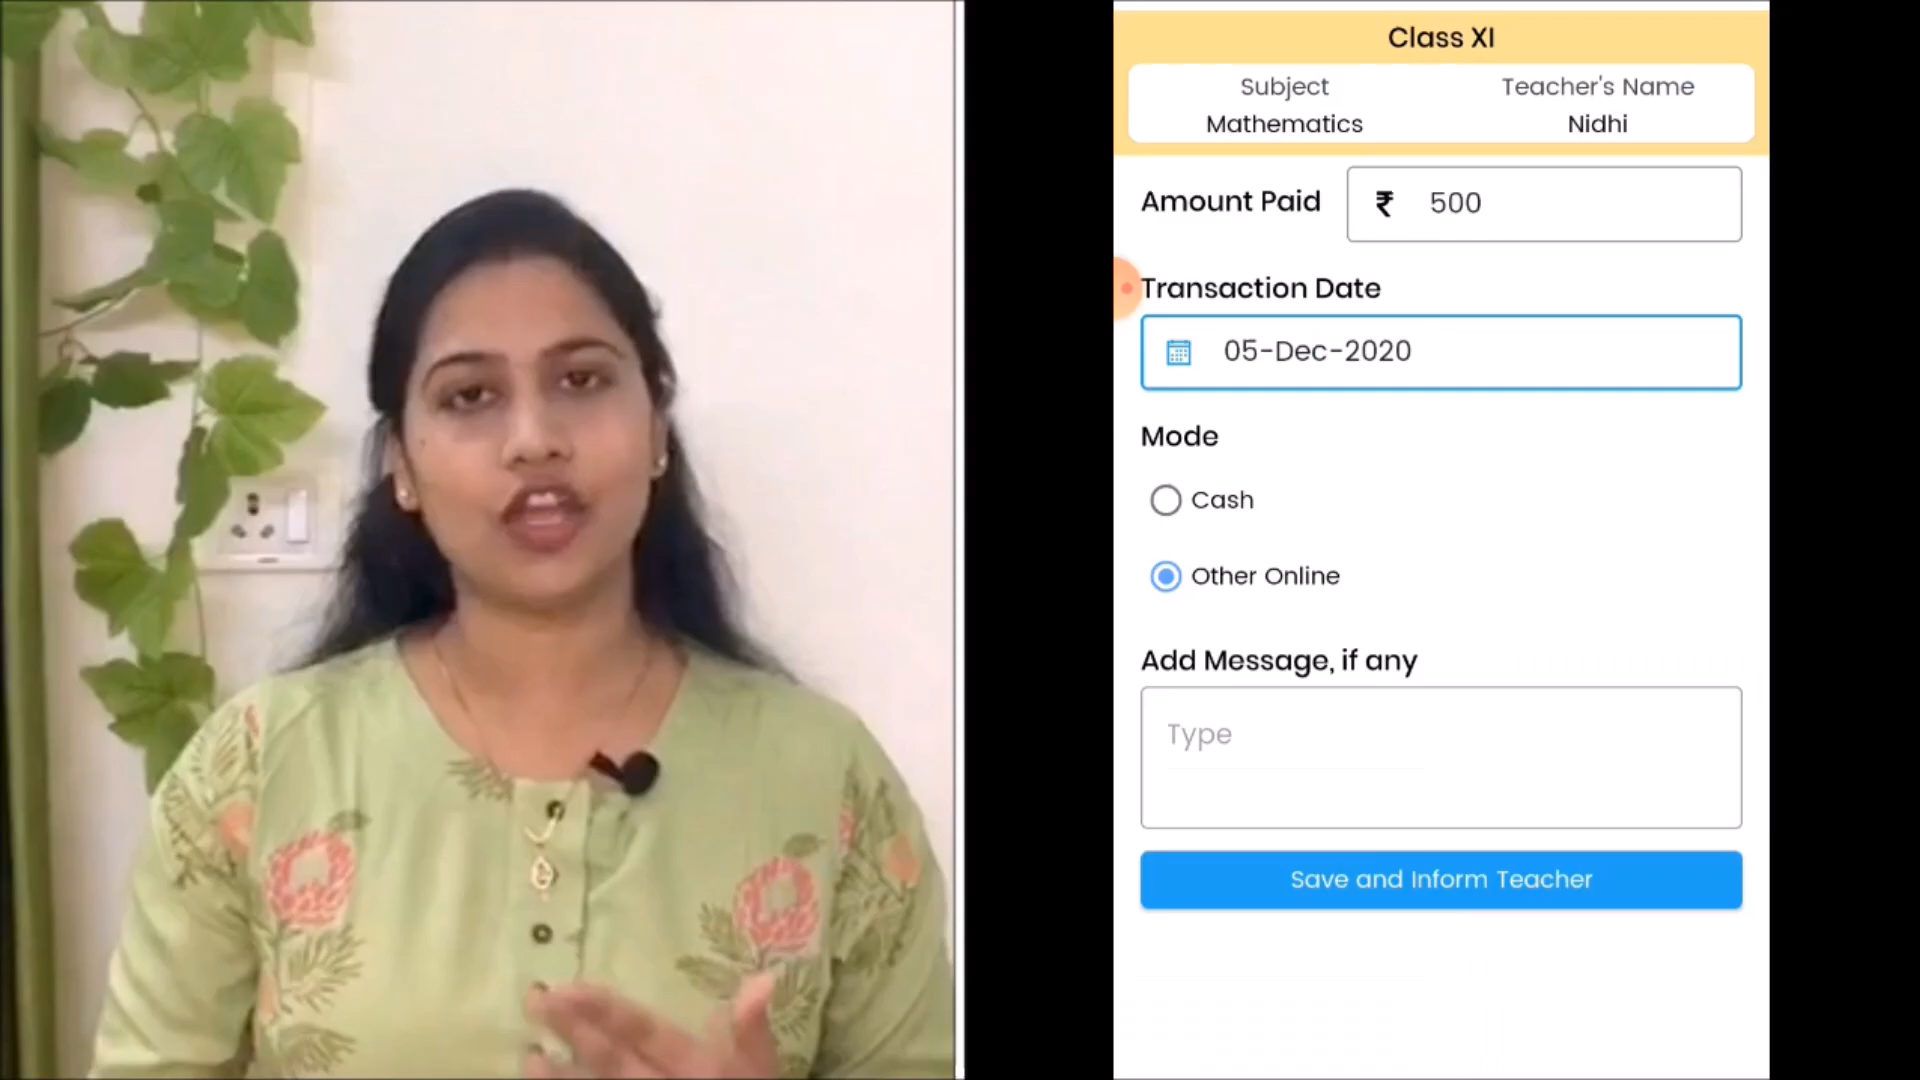 Class XI
Subject
Teacher's Name
Mathematics
Nidhi
Amount Paid ₹ 500
Transaction Date
05-Dec-2020
Mode
Cash
Other Online
Add Message, if any
Type
Save and Inform Teacher